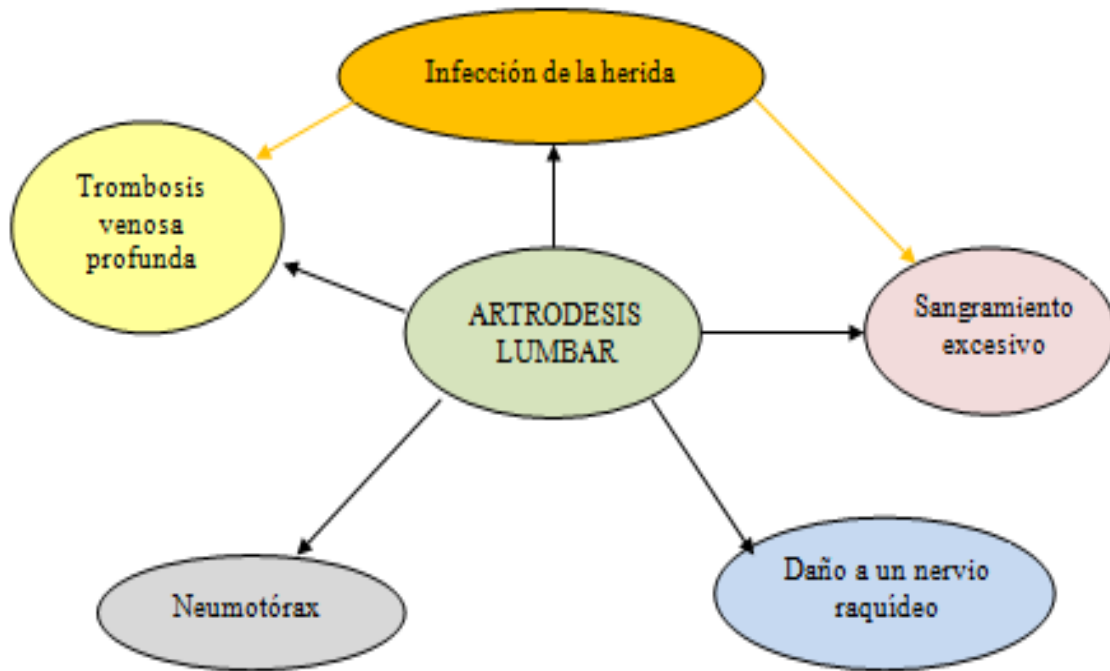 Infección de la herida
Trombosis
venosa
profunda
ARTRODESIS
LUMBAR
Sangramiento
excesivo
Neumotórax
Daño a un nervio
raquídeo